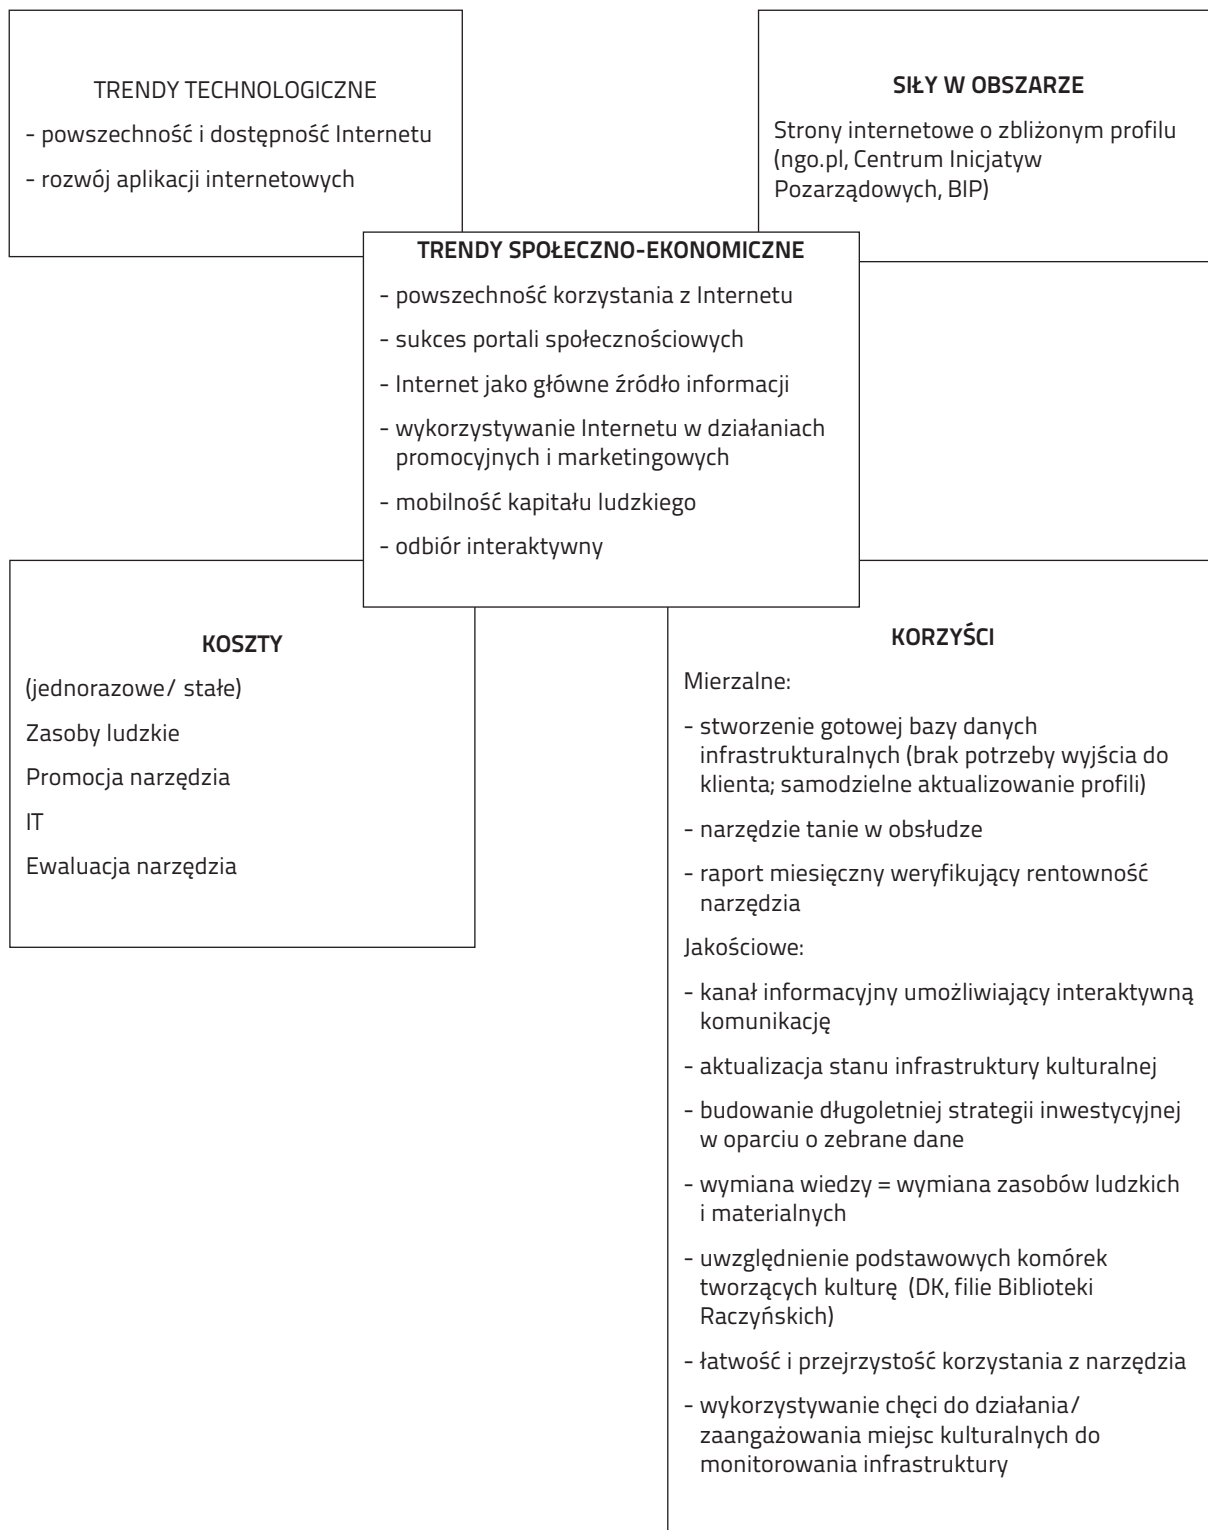 TRENDY TECHNOLOGICZNE
- powszechność i dostępność Internetu
- rozwój aplikacji internetowych
SIŁY W OBSZARZE
Strony internetowe o zbliżonym profilu
(ngo.pl, Centrum Inicjatyw
Pozarządowych, BIP)
TRENDY SPOŁECZNO-EKONOMICZNE
- powszechność korzystania z Internetu
- sukces portali społecznościowych
- Internet jako główne źródło informacji
- wykorzystywanie Internetu w działaniach
promocyjnych i marketingowych
- mobilność kapitału ludzkiego
- odbiór interaktywny
KOSZTY
(jednorazowe/ stałe)
Zasoby ludzkie
Promocja narzędzia
IT
Ewaluacja narzędzia
KORZYŚCI
Mierzalne:
- stworzenie gotowej bazy danych
infrastrukturalnych (brak potrzeby wyjścia do
klienta; samodzielne aktualizowanie profili)
- narzędzie tanie w obsłudze
- raport miesięczny weryfikujący rentowność
narzędzia
Jakościowe:
- kanał informacyjny umożliwiający interaktywną
komunikację
- aktualizacja stanu infrastruktury kulturalnej
- budowanie długoletniej strategii inwestycyjnej
w oparciu o zebrane dane
- wymiana wiedzy = wymiana zasobów ludzkich
i materialnych
- uwzględnienie podstawowych komórek
tworzących kulturę (DK, filie Biblioteki
Raczyńskich)
- łatwość i przejrzystość korzystania z narzędzia
- wykorzystywanie chęci do działania/
zaangażowania miejsc kulturalnych do
monitorowania infrastruktury